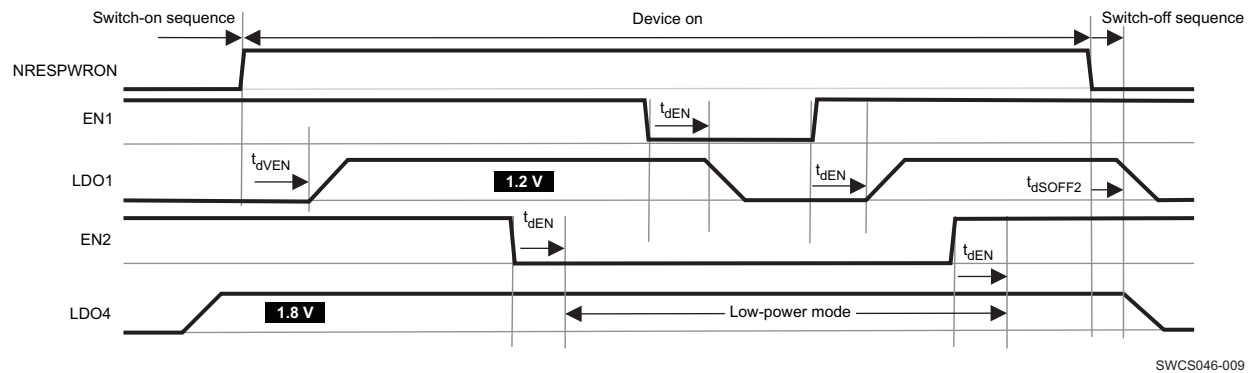 Switch-on sequence
Device on
Switch-off sequence
NRESPWRON
EN1
tdEN
tdVEN
LDO1
1.2 V
tdEN
tdSOFF2
EN2
tdEN
tdEN
LDO4
1.8 V
Low-power mode
SWCS046-009